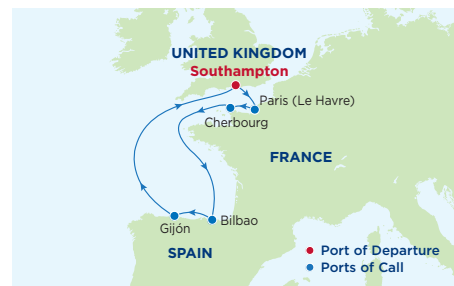 UNITED KINGDOM
Southampton
Paris (Le Havre)
Cherbourg
FRANCE
Gijón
Bilbao
SPAIN
Port of Departure
Ports of Call